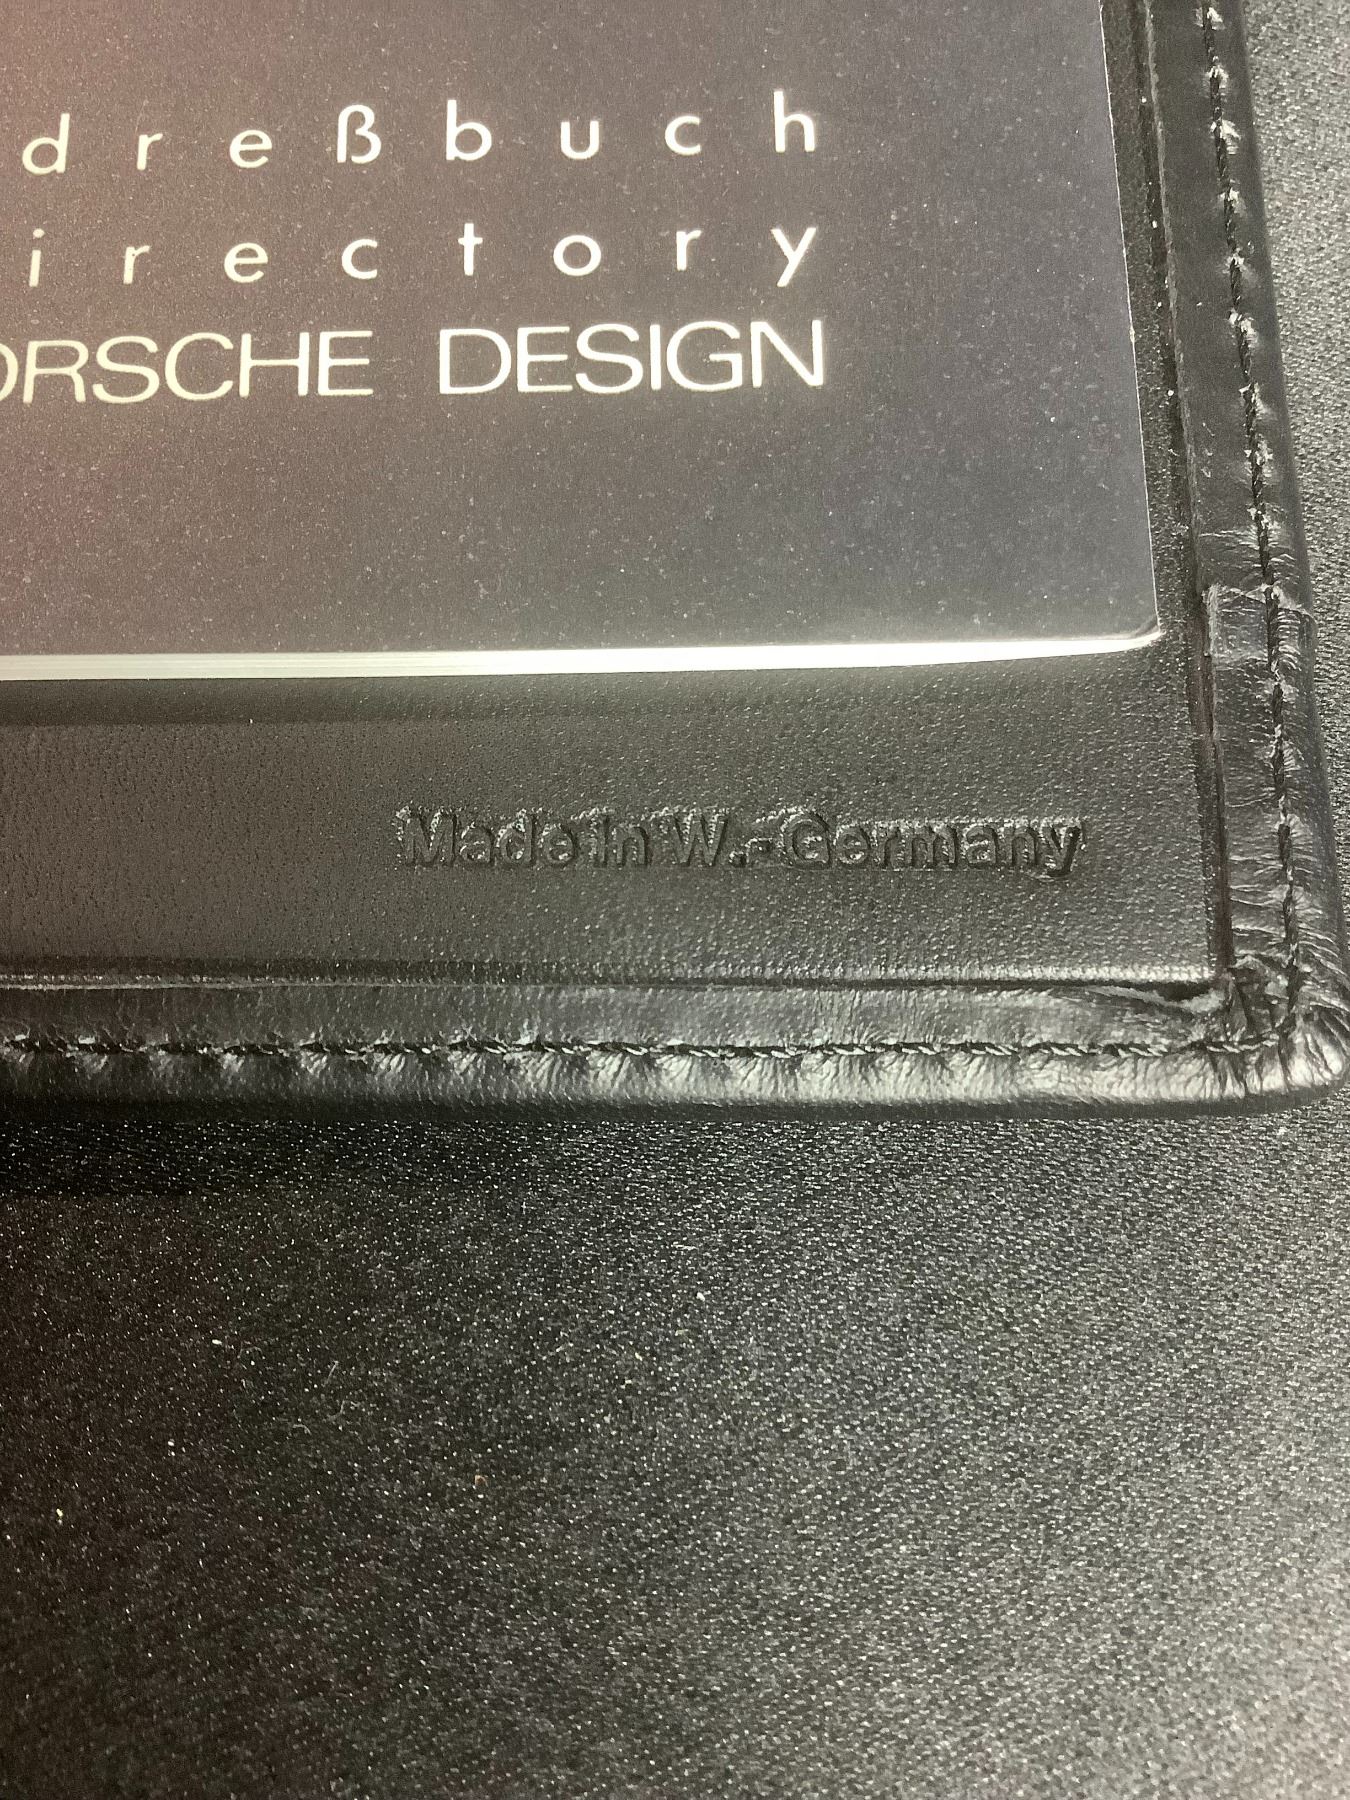 dreßbuch
irectory
ORSCHE DESIGN
Made in W.-Germany